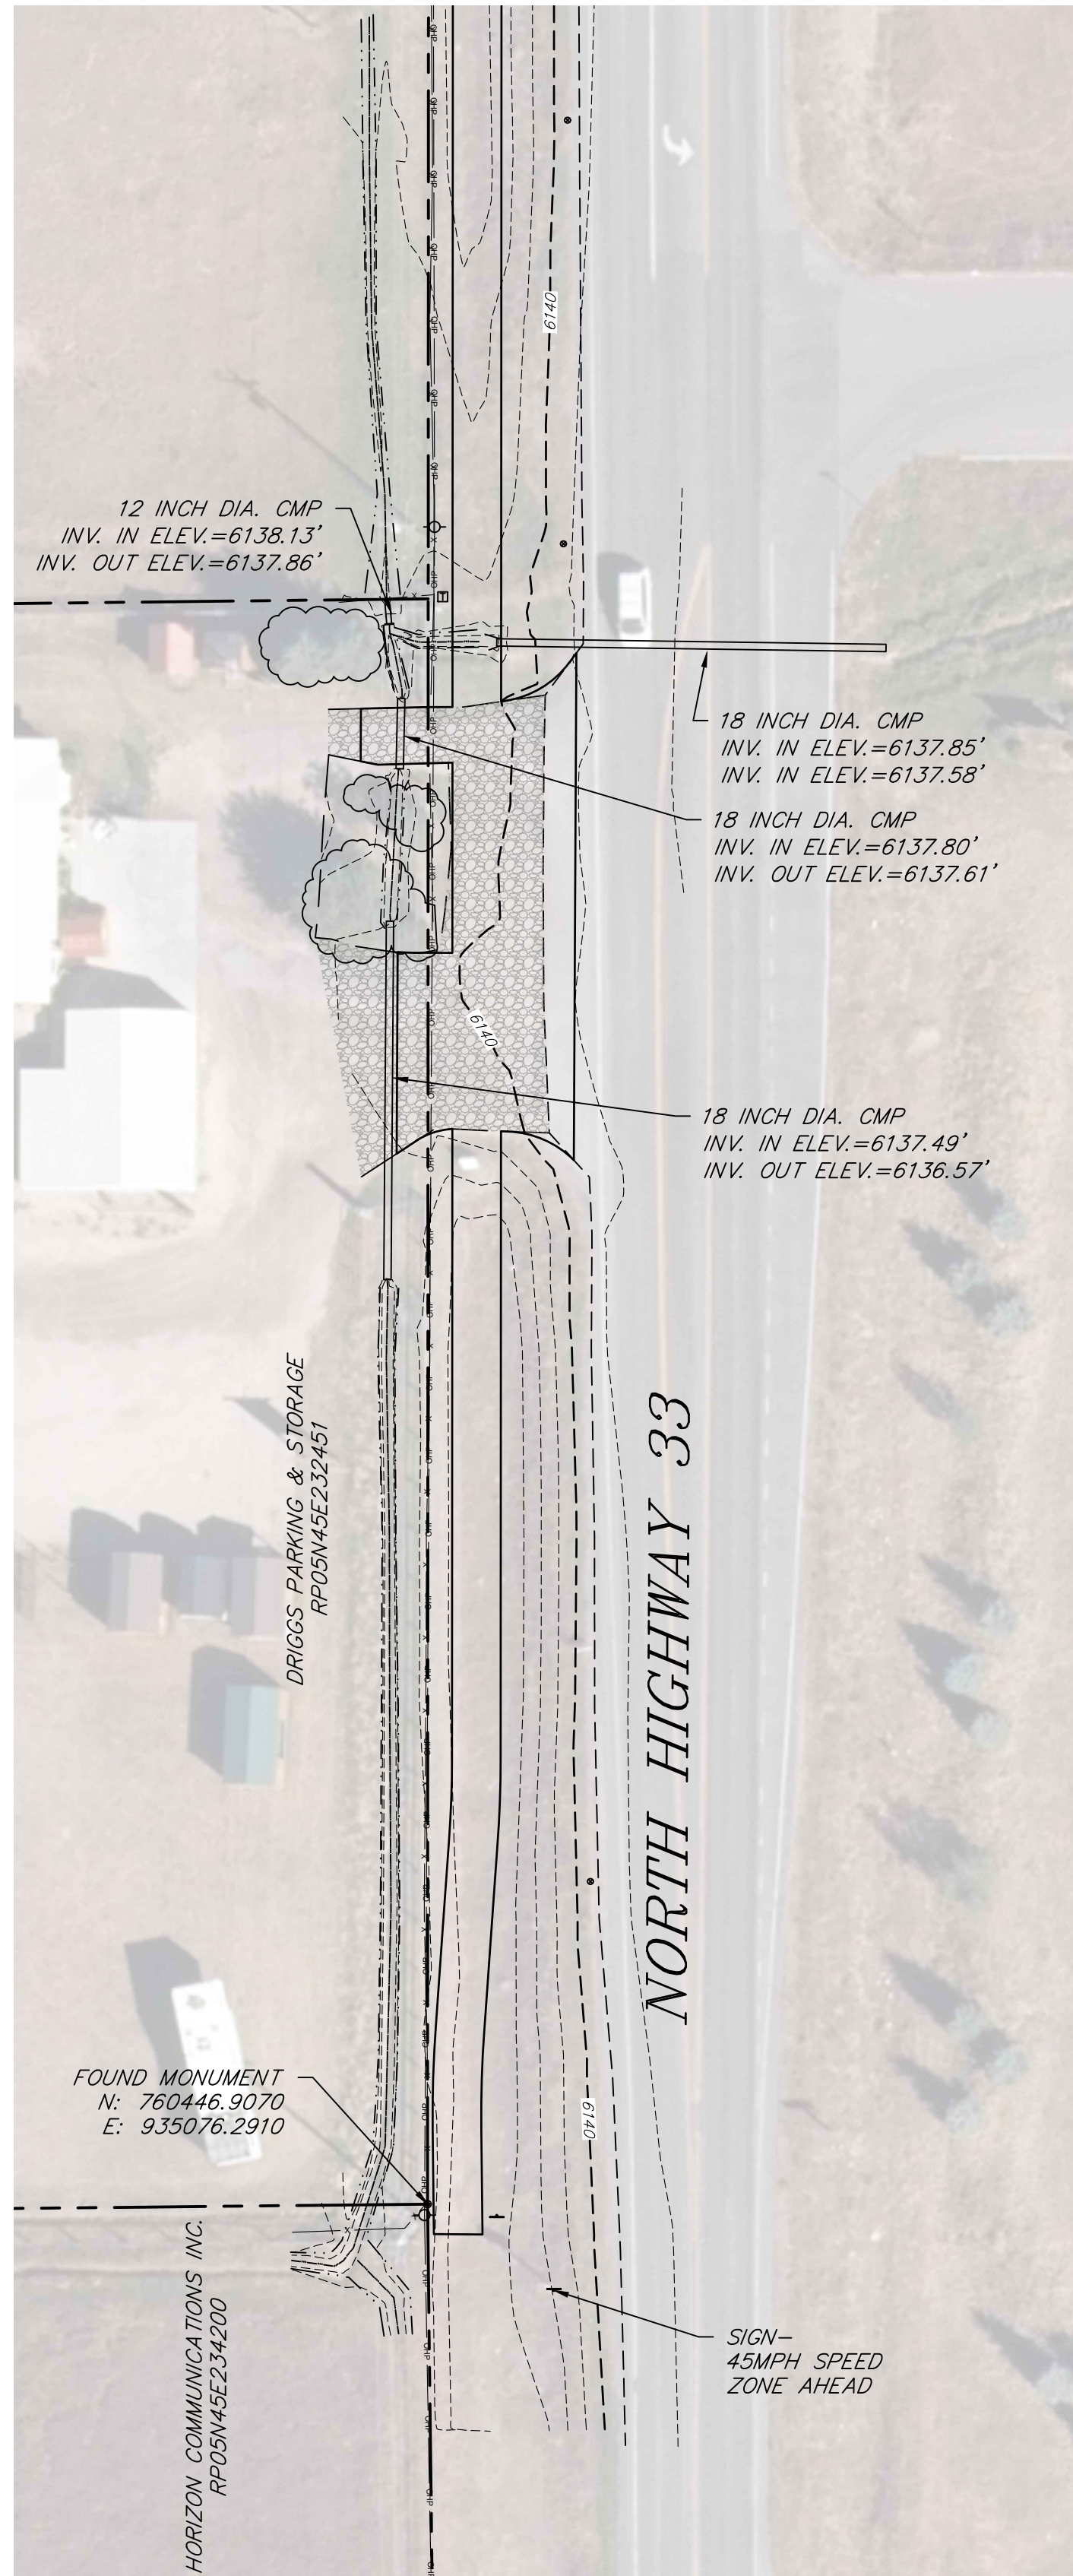 6140
12 INCH DIA. CMP
INV. IN ELEV.=6138.13'
INV. OUT ELEV.=6137.86'
18 INCH DIA. CMP
INV. IN ELEV.=6137.85'
INV. IN ELEV.=6137.58'
18 INCH DIA. CMP
INV. IN ELEV.=6137.80'
INV. OUT ELEV.=6137.61'
6140
18 INCH DIA. CMP
INV. IN ELEV.=6137.49'
INV. OUT ELEV.=6136.57'
DRIGGS PARKING & STORAGE
RP05N45E232451
NORTH HIGHWAY 33
FOUND MONUMENT
N: 760446.9070
E: 935076.2910
6140
HORIZON COMMUNICATIONS INC.
RP05N45E234200
SIGN-
45MPH SPEED
ZONE AHEAD
OHP